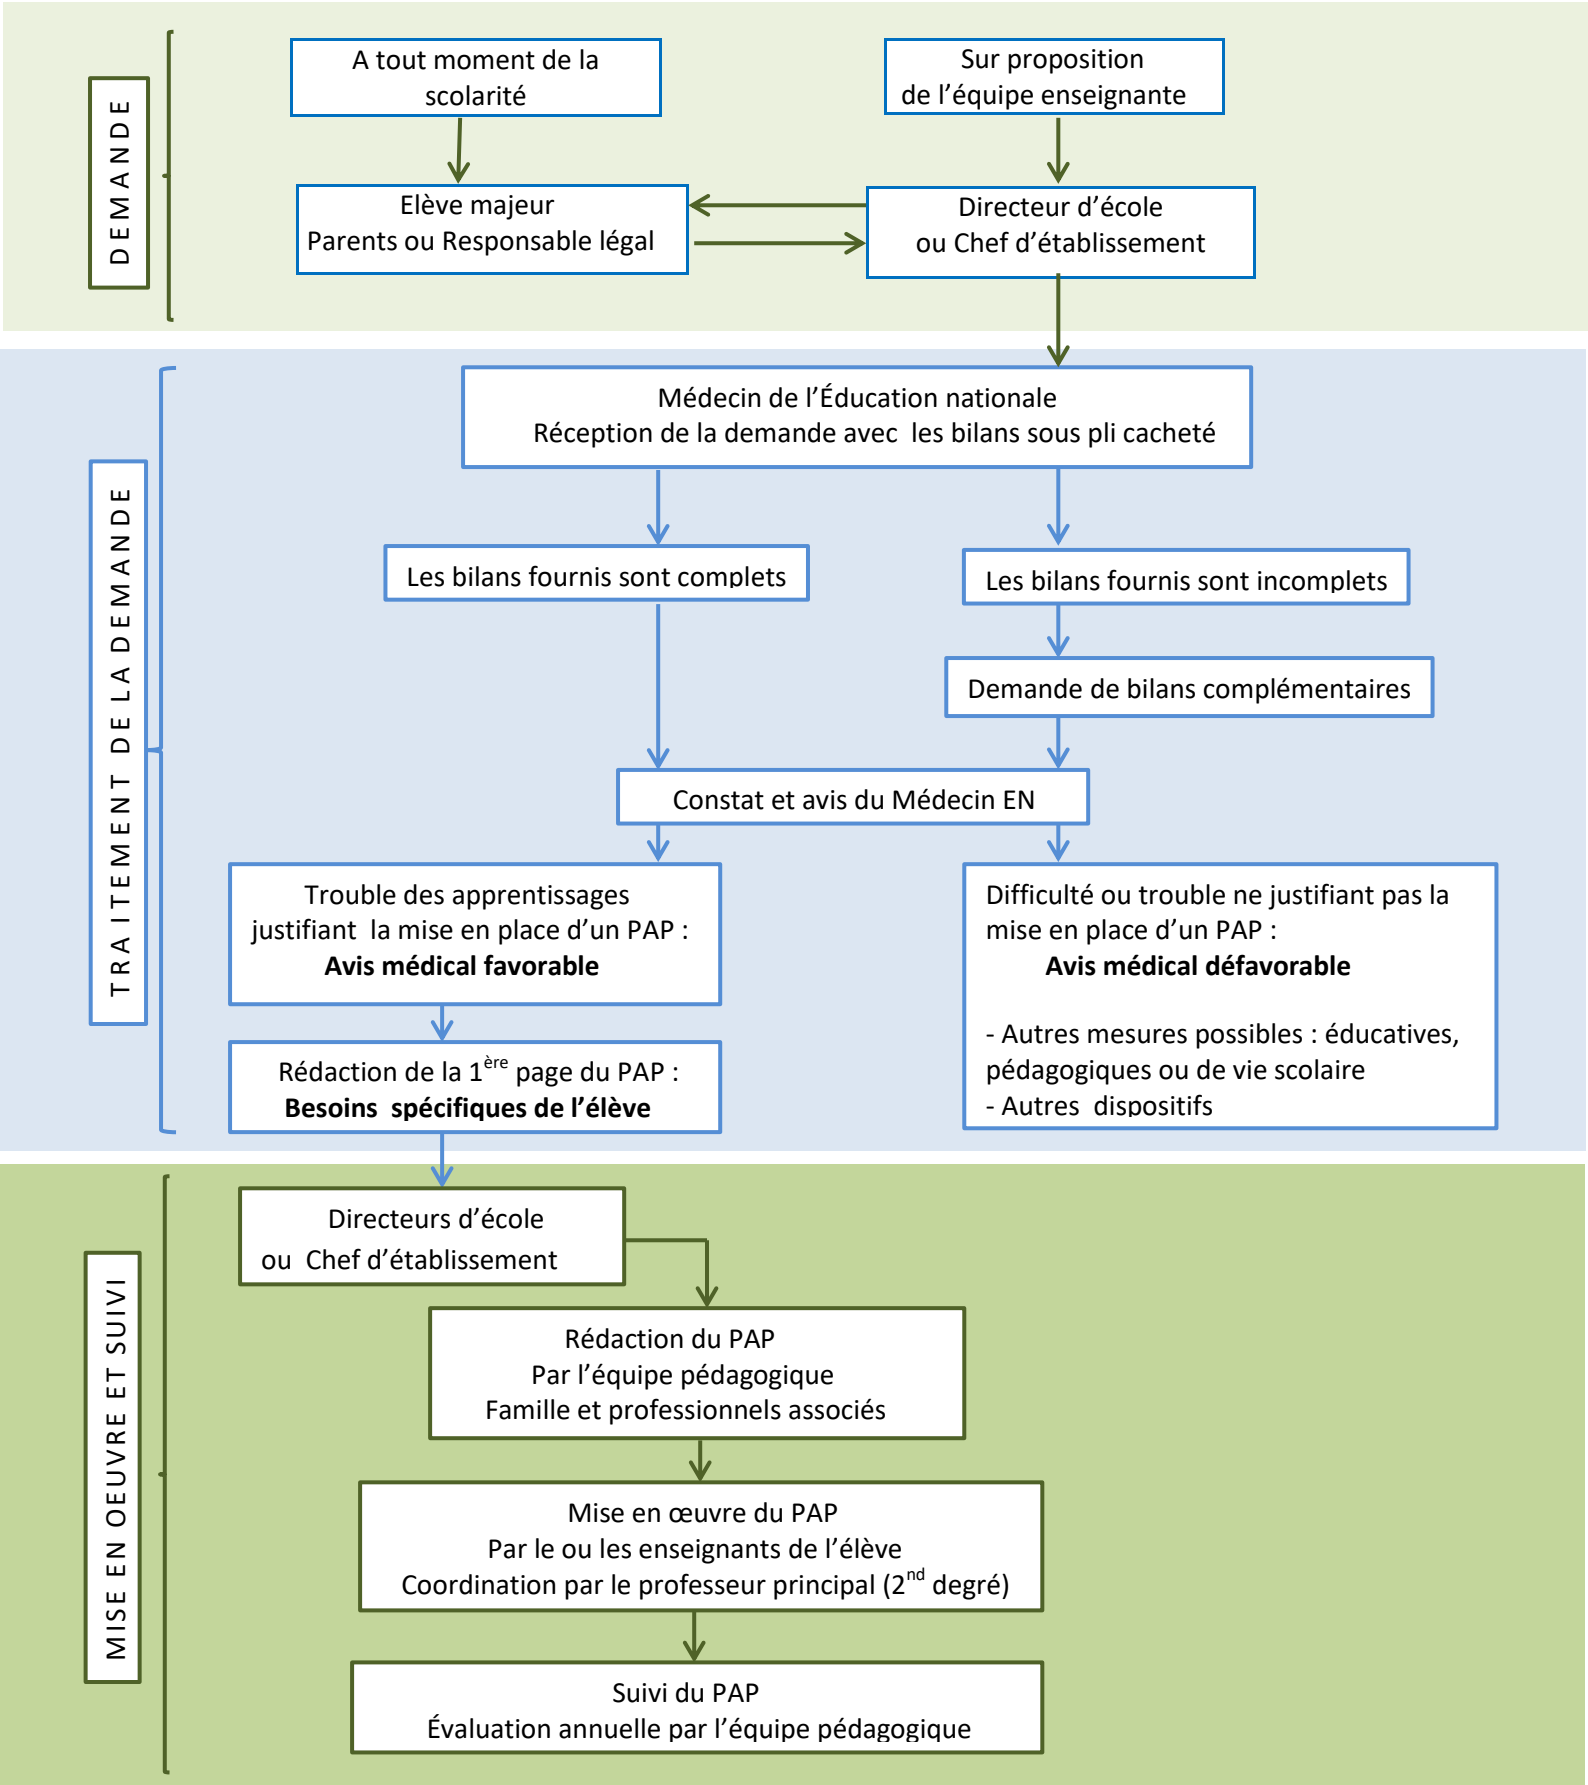 DEMANDE
A tout moment de la
scolarité
Sur proposition
de l’équipe enseignante
Elève majeur
Parents ou Responsable légal
Directeur d’école
ou Chef d’établissement
TRAITEMENT DE LA DEMANDE
Médecin de l’Éducation nationale
Réception de la demande avec les bilans sous pli cacheté
Les bilans fournis sont complets
Les bilans fournis sont incomplets
Demande de bilans complémentaires
Constat et avis du Médecin EN
Trouble des apprentissages
justifiant la mise en place d’un PAP :
Avis médical favorable
Difficulté ou trouble ne justifiant pas la
mise en place d’un PAP :
Avis médical défavorable
- Autres mesures possibles : éducatives,
pédagogiques ou de vie scolaire
- Autres dispositifs
Rédaction de la 1ère page du PAP :
Besoins spécifiques de l’élève
MISE EN OEUVRE ET SUIVI
Directeurs d’école
ou Chef d’établissement
Rédaction du PAP
Par l’équipe pédagogique
Famille et professionnels associés
Mise en œuvre du PAP
Par le ou les enseignants de l’élève
Coordination par le professeur principal (2nd degré)
Suivi du PAP
Évaluation annuelle par l’équipe pédagogique